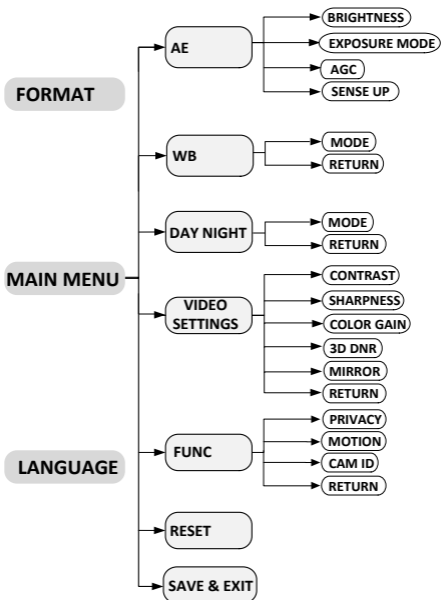 FORMAT
MAIN MENU
LANGUAGE
AE
BRIGHTNESS
EXPOSURE MODE
AGC
SENSE UP
WB
MODE
RETURN
DAY NIGHT
MODE
RETURN
VIDEO
SETTINGS
CONTRAST
SHARPNESS
COLOR GAIN
3D DNR
MIRROR
RETURN
FUNC
PRIVACY
MOTION
CAM ID
RETURN
RESET
SAVE & EXIT